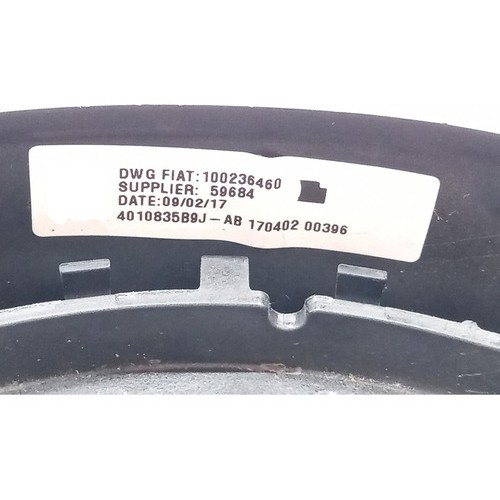 DWG FIAT:100236460
SUPPLIER: 59684
DATE:09/02/17
4010835B9J-AB 170402 00396